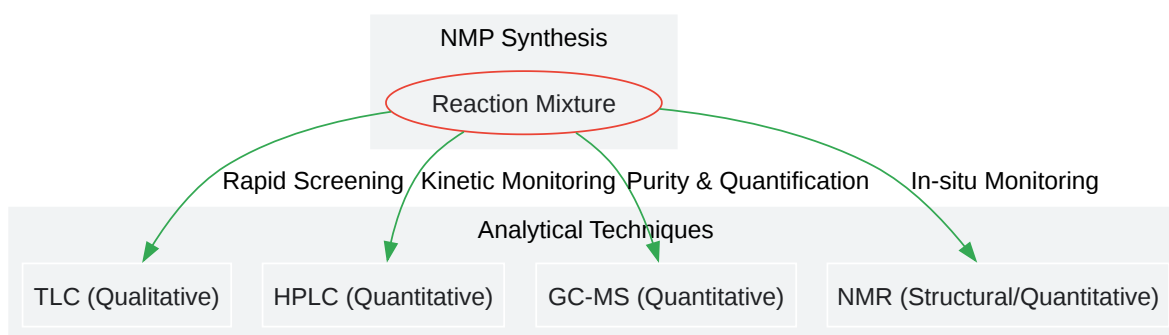 NMP Synthesis
Reaction Mixture
Rapid Screening
Kinetic Monitoring
Purity & Quantification
In-situ Monitoring
Analytical Techniques
TLC (Qualitative)
HPLC (Quantitative)
GC-MS (Quantitative)
NMR (Structural/Quantitative)